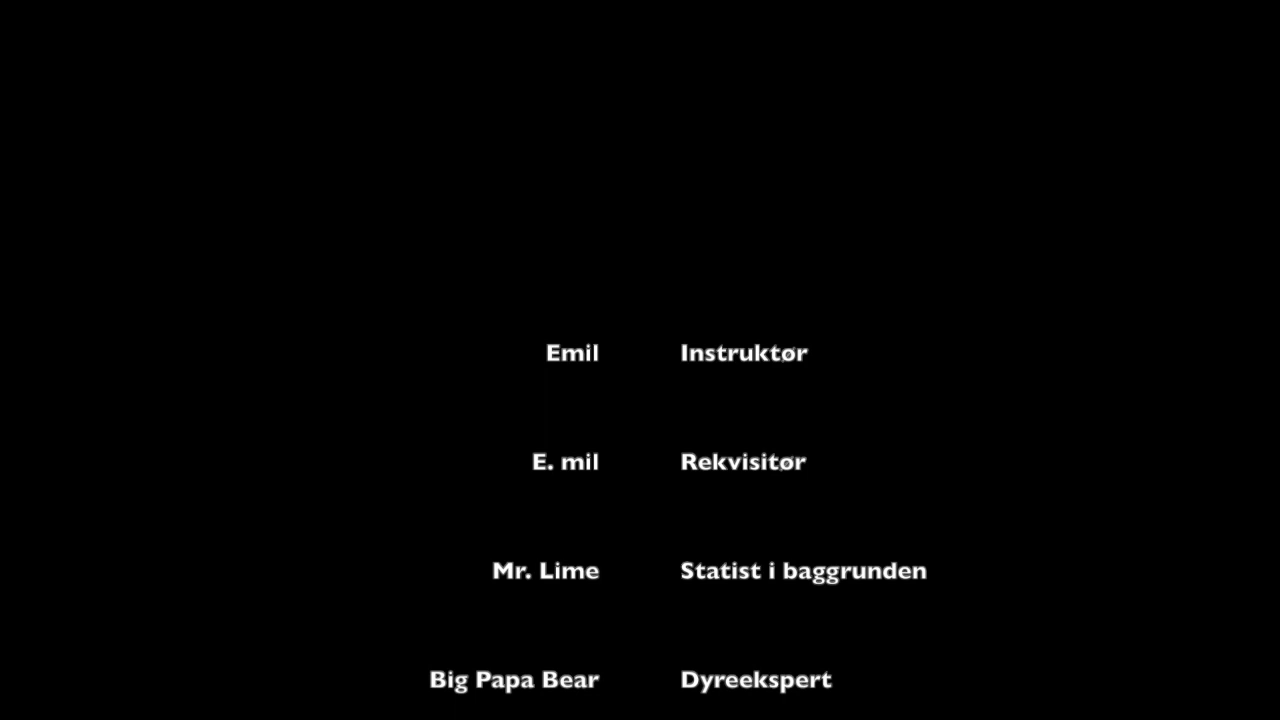 Emil Instruktør
E. mil Rekvisitør
Mr. Lime Statist i baggrunden
Big Papa Bear Dyreekspert